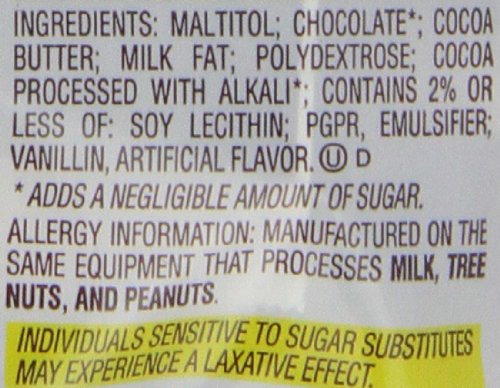 INGREDIENTS: MALTITOL; CHOCOLATE*; COCOA
BUTTER; MILK FAT; POLYDEXTROSE; COCOA
PROCESSED WITH ALKALI*; CONTAINS 2% OR
LESS OF: SOY LECITHIN; PGPR, EMULSIFIER;
VANILLIN, ARTIFICIAL FLAVOR. Ⓤ D
* ADDS A NEGLIGIBLE AMOUNT OF SUGAR.
ALLERGY INFORMATION: MANUFACTURED ON THE
SAME EQUIPMENT THAT PROCESSES MILK, TREE
NUTS, AND PEANUTS.
INDIVIDUALS SENSITIVE TO SUGAR SUBSTITUTES
MAY EXPERIENCE A LAXATIVE EFFECT